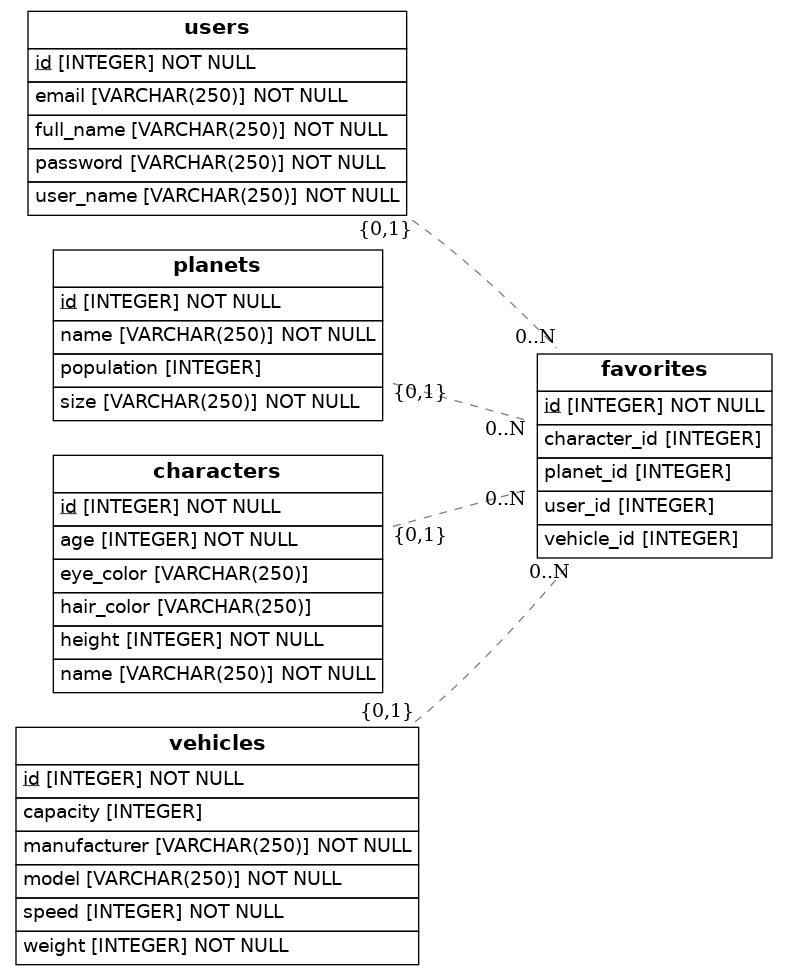 users
id [INTEGER] NOT NULL
email [VARCHAR(250)] NOT NULL
full_name [VARCHAR(250)] NOT NULL
password [VARCHAR(250)] NOT NULL
user_name [VARCHAR(250)] NOT NULL
{0,1}
planets
id [INTEGER] NOT NULL
name [VARCHAR(250)] NOT NULL
population [INTEGER]
size [VARCHAR(250)] NOT NULL
{0,1}
characters
id [INTEGER] NOT NULL
age [INTEGER] NOT NULL
eye_color [VARCHAR(250)]
hair_color [VARCHAR(250)]
height [INTEGER] NOT NULL
name [VARCHAR(250)] NOT NULL
{0,1}
{0,1}
vehicles
id [INTEGER] NOT NULL
capacity [INTEGER]
manufacturer [VARCHAR(250)] NOT NULL
model [VARCHAR(250)] NOT NULL
speed [INTEGER] NOT NULL
weight [INTEGER] NOT NULL
0..N
0..N
0..N
favorites
id [INTEGER] NOT NULL
character_id [INTEGER]
planet_id [INTEGER]
user_id [INTEGER]
vehicle_id [INTEGER]
0..N